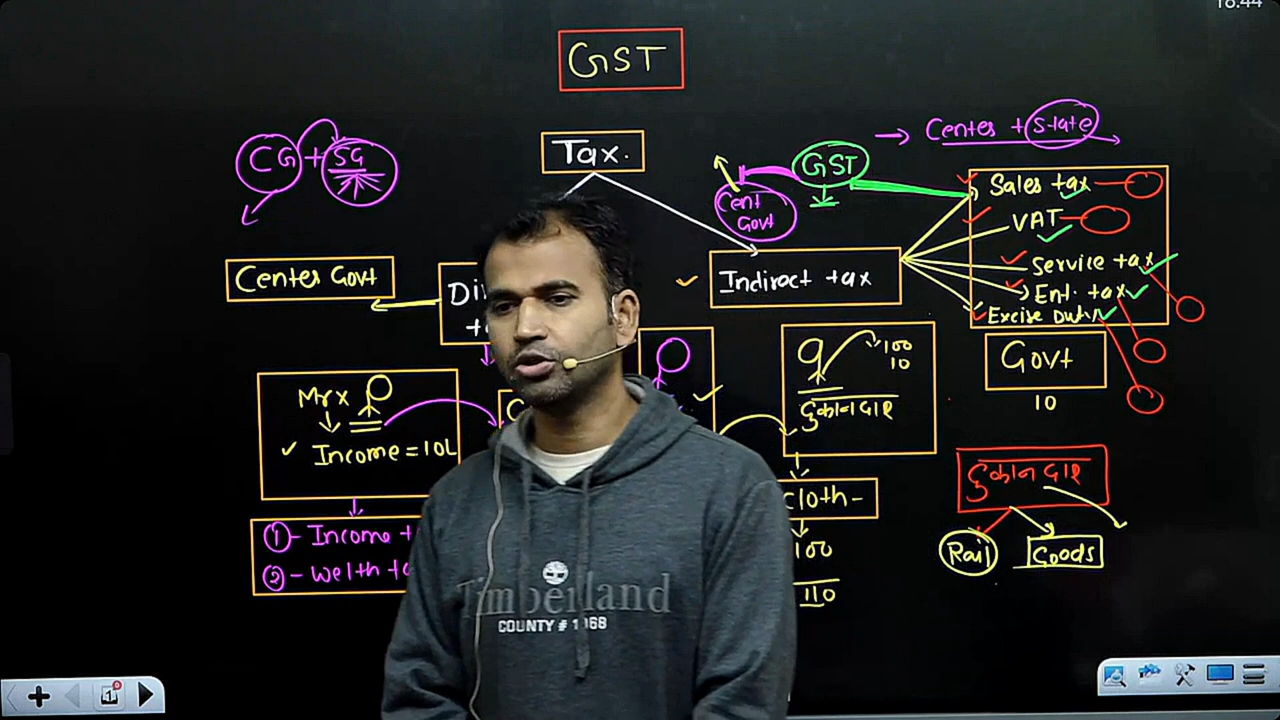 GST
→ Center + State
CG + SG
Tax.
GST
Cent
Govt
Sales tax
VAT
Service tax
Ent. tax
Excise Duty
Center Govt
Indirect tax
Govt
10
Mr x
Income = 10L
100
10
दुकानदार
① - Income
② - Welth
cloth -
100
110
दुकानदार
Rail
Goods
Timberland
COUNTY # 1968
1